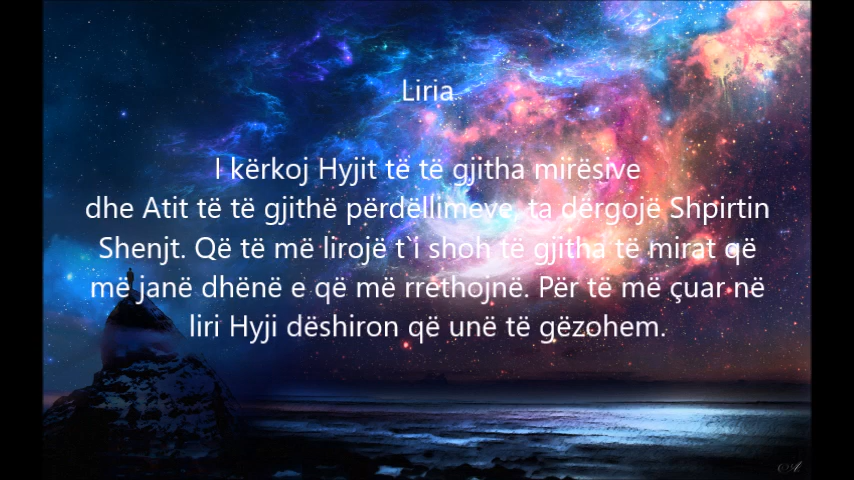 Liria
I kërkoj Hyjit të të gjitha mirësive
dhe Atit të të gjithë përdëllimeve, ta dërgojë Shpirtin
Shenjt. Që të më lirojë t`i shoh të gjitha të mirat që
më janë dhënë e që më rrethojnë. Për të më çuar në
liri Hyji dëshiron që unë të gëzohem.